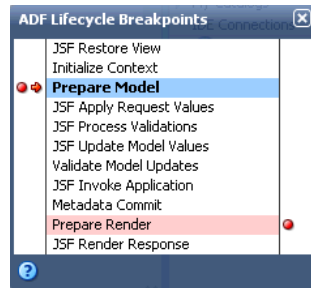 ADF Lifecycle Breakpoints
JSF Restore View
Initialize Context
Prepare Model
JSF Apply Request Values
JSF Process Validations
JSF Update Model Values
Validate Model Updates
JSF Invoke Application
Metadata Commit
Prepare Render
JSF Render Response
?